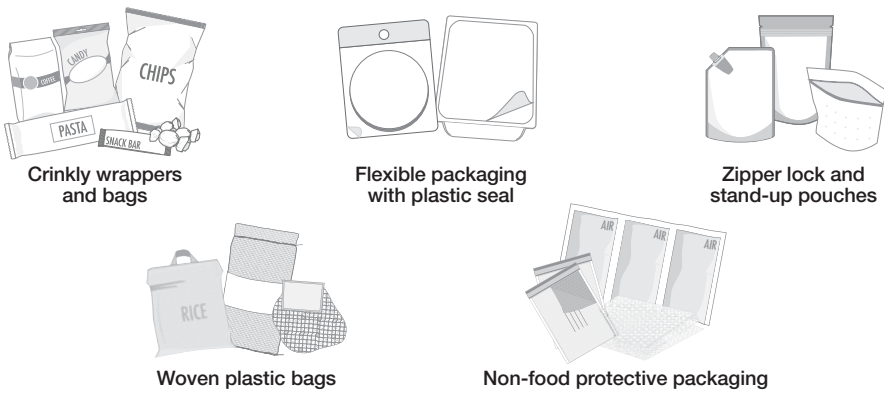 COFFEE
CANDY
CHIPS
PASTA
SNACK BAR
Crinkly wrappers
and bags
Flexible packaging
with plastic seal
Zipper lock and
stand-up pouches
RICE
AIR
AIR
AIR
Woven plastic bags
Non-food protective packaging